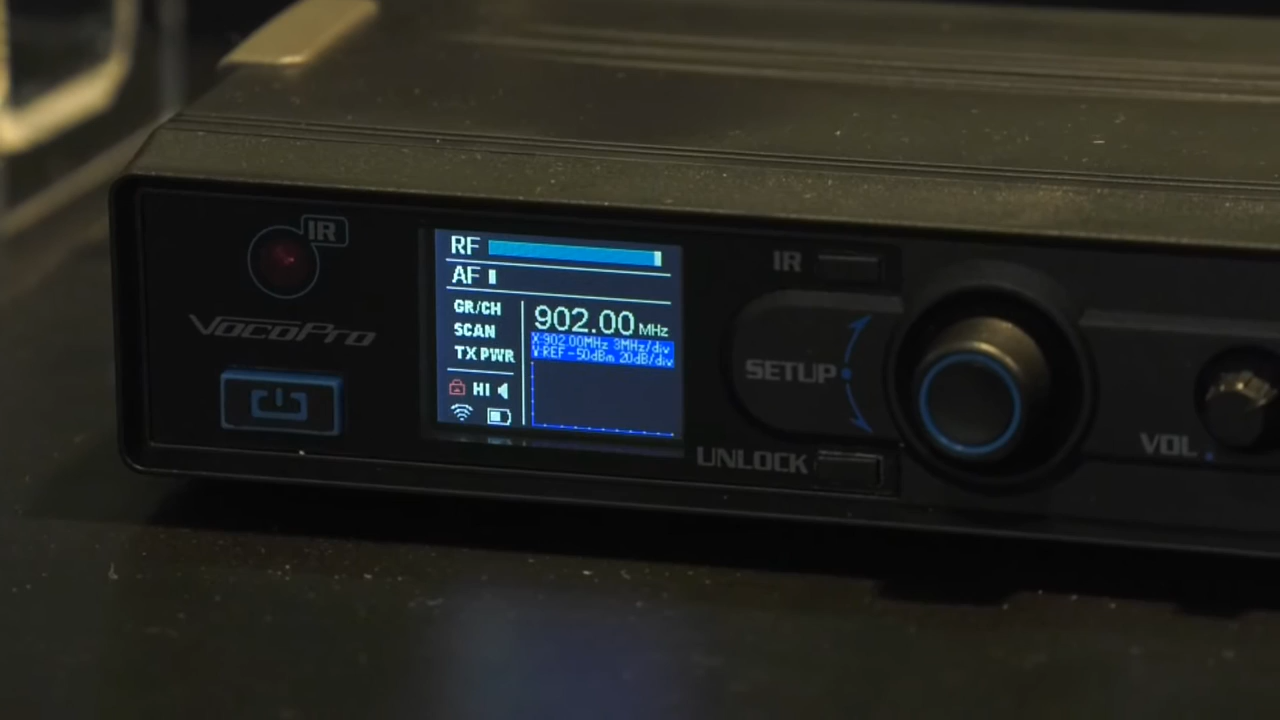 IR
VocoPro
RF
AF
GR/CH
SCAN
TX PWR
HI
902.00 MHz
X-902.00MHz 3MHz/div
V-REF -50dBm 20dB/div
IR
SETUP
UNLOCK
VOL